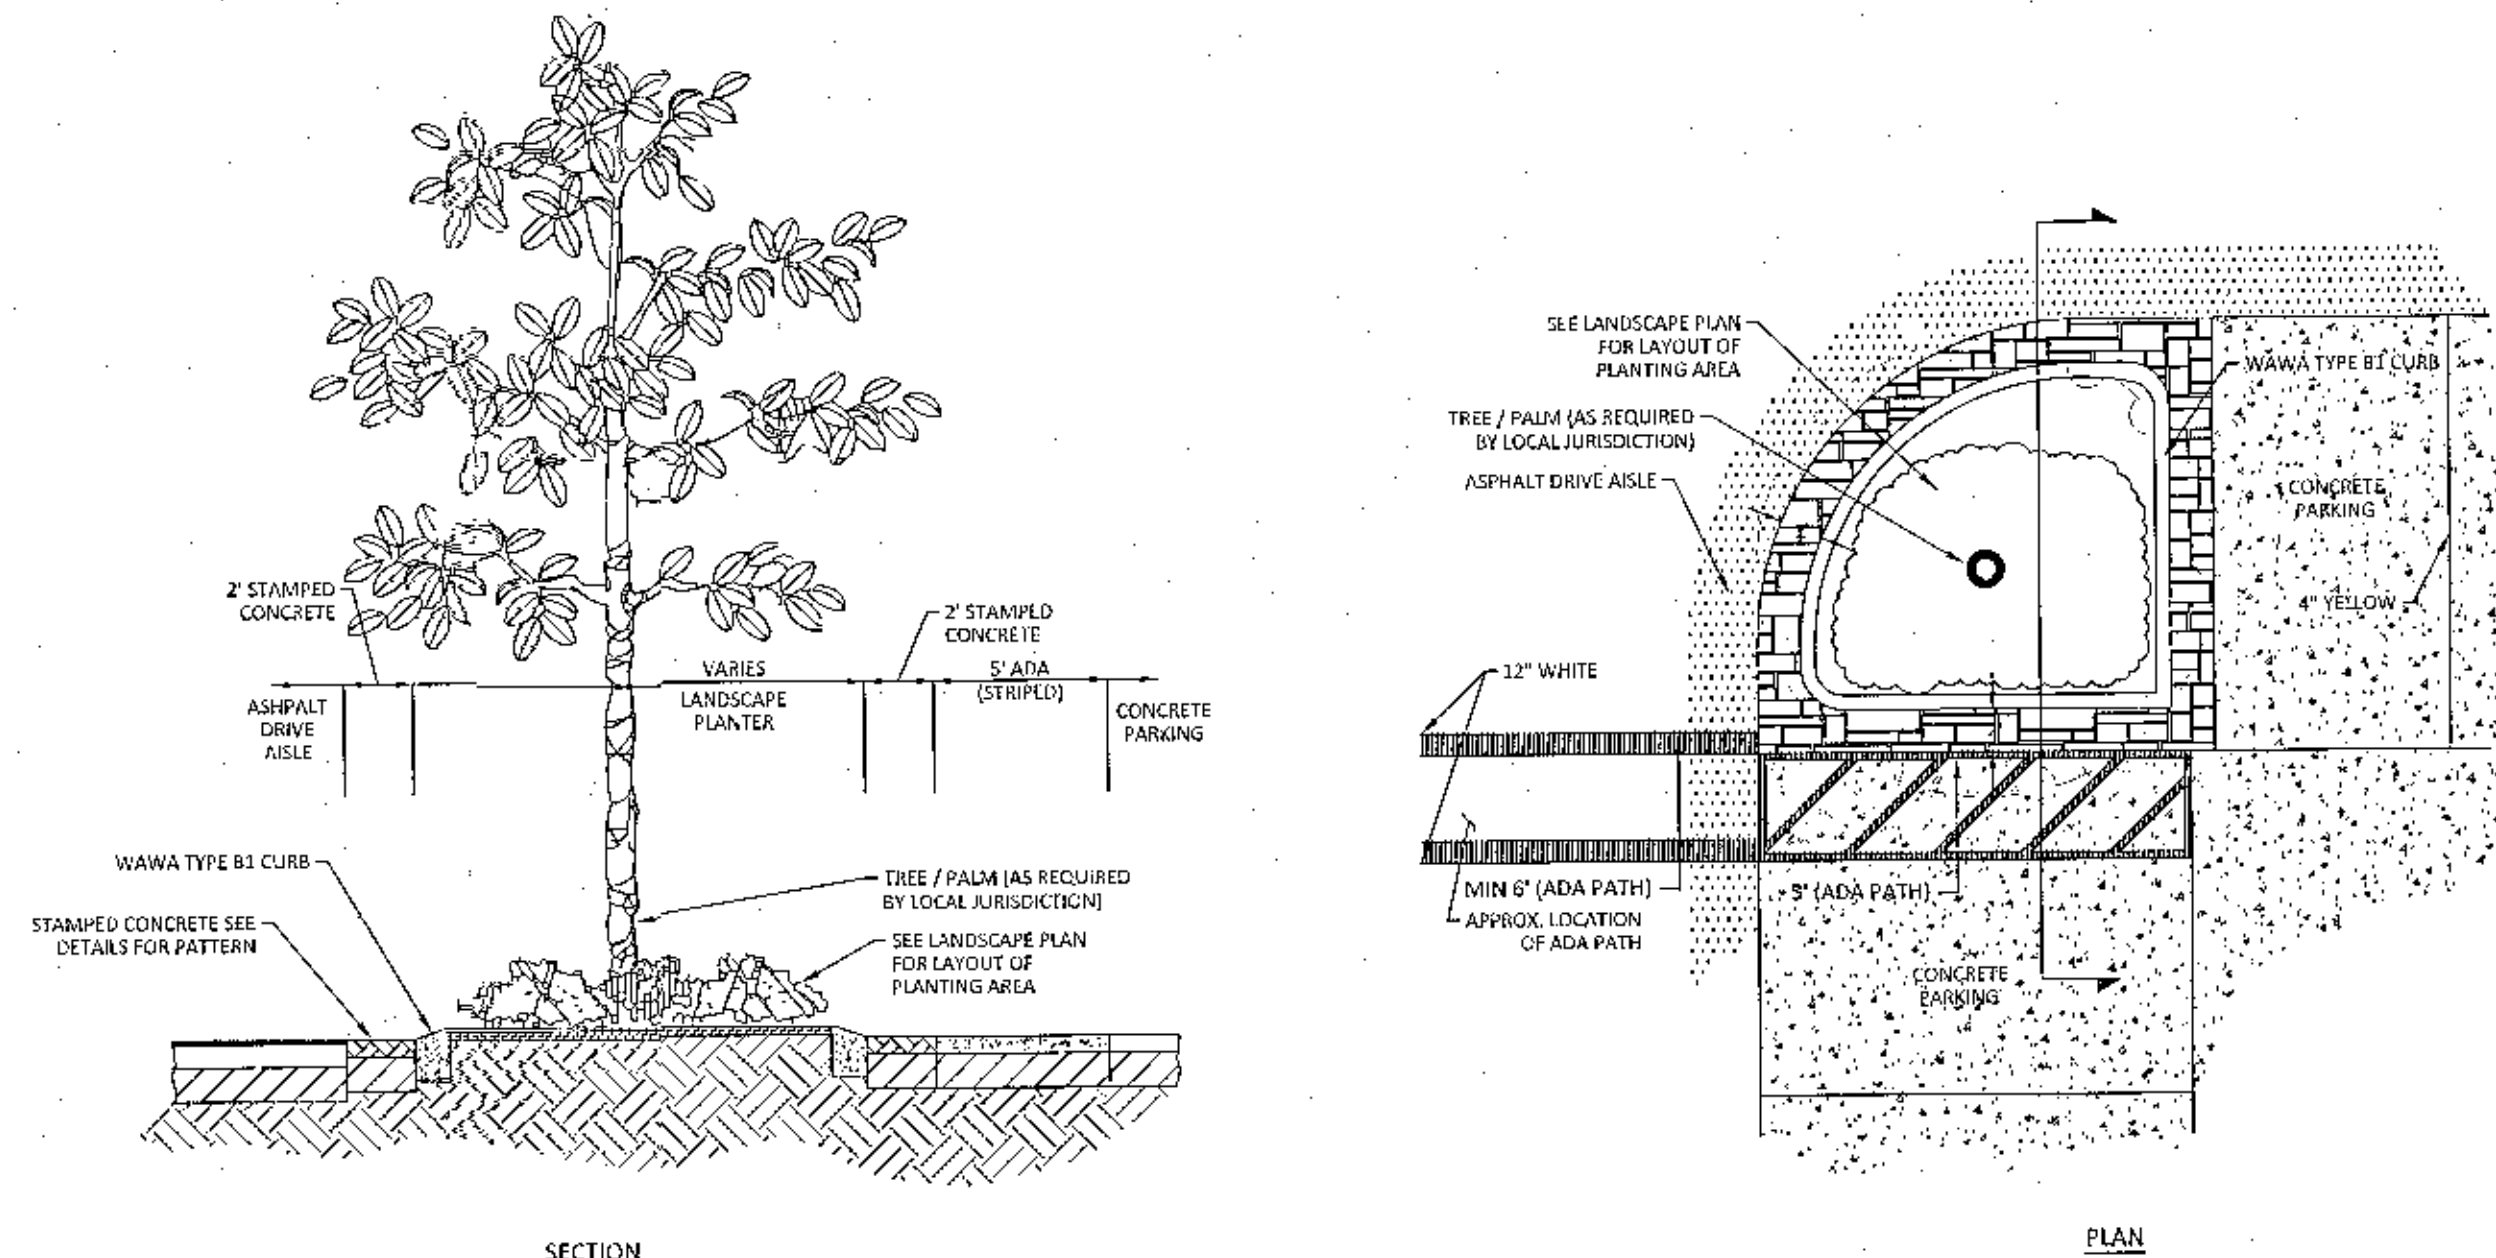 2' STAMPED
CONCRETE
2' STAMPED
CONCRETE
VARIES
5' ADA
(STRIPED)
ASHPALT
DRIVE
AISLE
LANDSCAPE
PLANTER
CONCRETE
PARKING
WAWA TYPE B1 CURB
STAMPED CONCRETE SEE
DETAILS FOR PATTERN
TREE / PALM (AS REQUIRED
BY LOCAL JURISDICTION)
SEE LANDSCAPE PLAN
FOR LAYOUT OF
PLANTING AREA
SECTION
SEE LANDSCAPE PLAN
FOR LAYOUT OF
PLANTING AREA
TREE / PALM (AS REQUIRED
BY LOCAL JURISDICTION)
ASPHALT DRIVE AISLE
WAWA TYPE B1 CURB
CONCRETE
PARKING
4" YELLOW
12" WHITE
MIN 6' (ADA PATH)
5' (ADA PATH)
APPROX. LOCATION
OF ADA PATH
CONCRETE
PARKING
PLAN